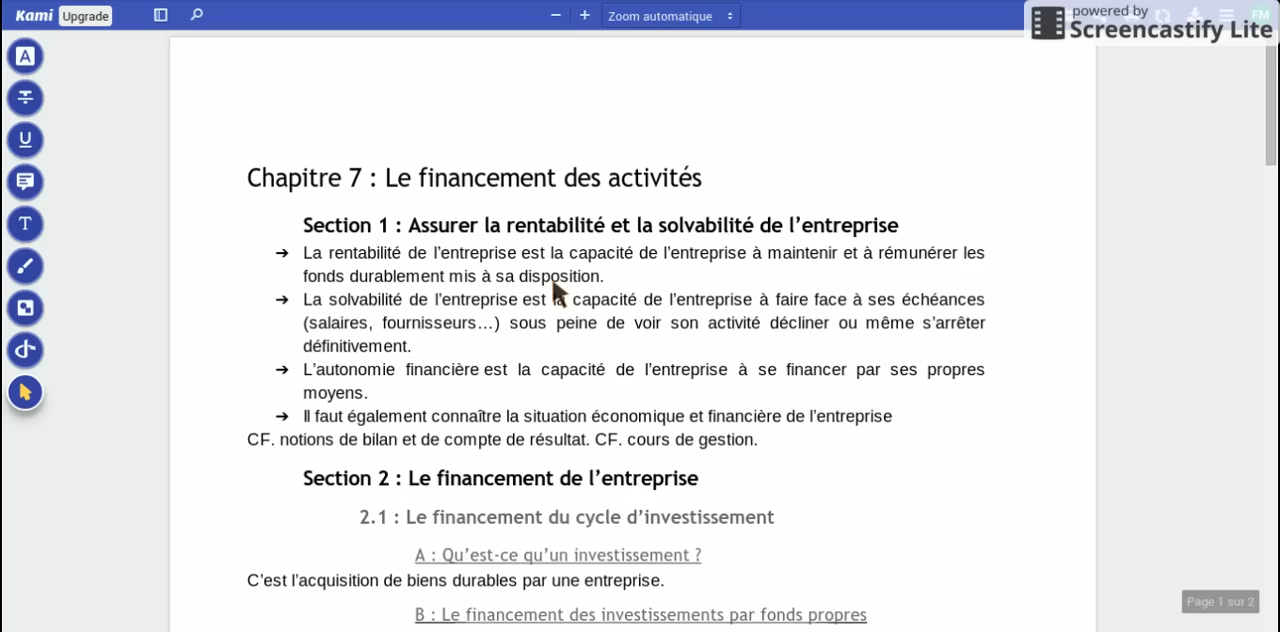 Kami Upgrade Zoom automatique powered by
Screencastify Lite
FM
Chapitre 7 : Le financement des activités
Section 1 : Assurer la rentabilité et la solvabilité de l’entreprise
➔ La rentabilité de l’entreprise est la capacité de l’entreprise à maintenir et à rémunérer les
fonds durablement mis à sa disposition.
➔ La solvabilité de l’entreprise est la capacité de l’entreprise à faire face à ses échéances
(salaires, fournisseurs…) sous peine de voir son activité décliner ou même s’arrêter
définitivement.
➔ L’autonomie financière est la capacité de l’entreprise à se financer par ses propres
moyens.
➔ Il faut également connaître la situation économique et financière de l’entreprise
CF. notions de bilan et de compte de résultat. CF. cours de gestion.
Section 2 : Le financement de l’entreprise
2.1 : Le financement du cycle d’investissement
A : Qu’est-ce qu’un investissement ?
C’est l’acquisition de biens durables par une entreprise.
B : Le financement des investissements par fonds propres
Page 1 sur 2